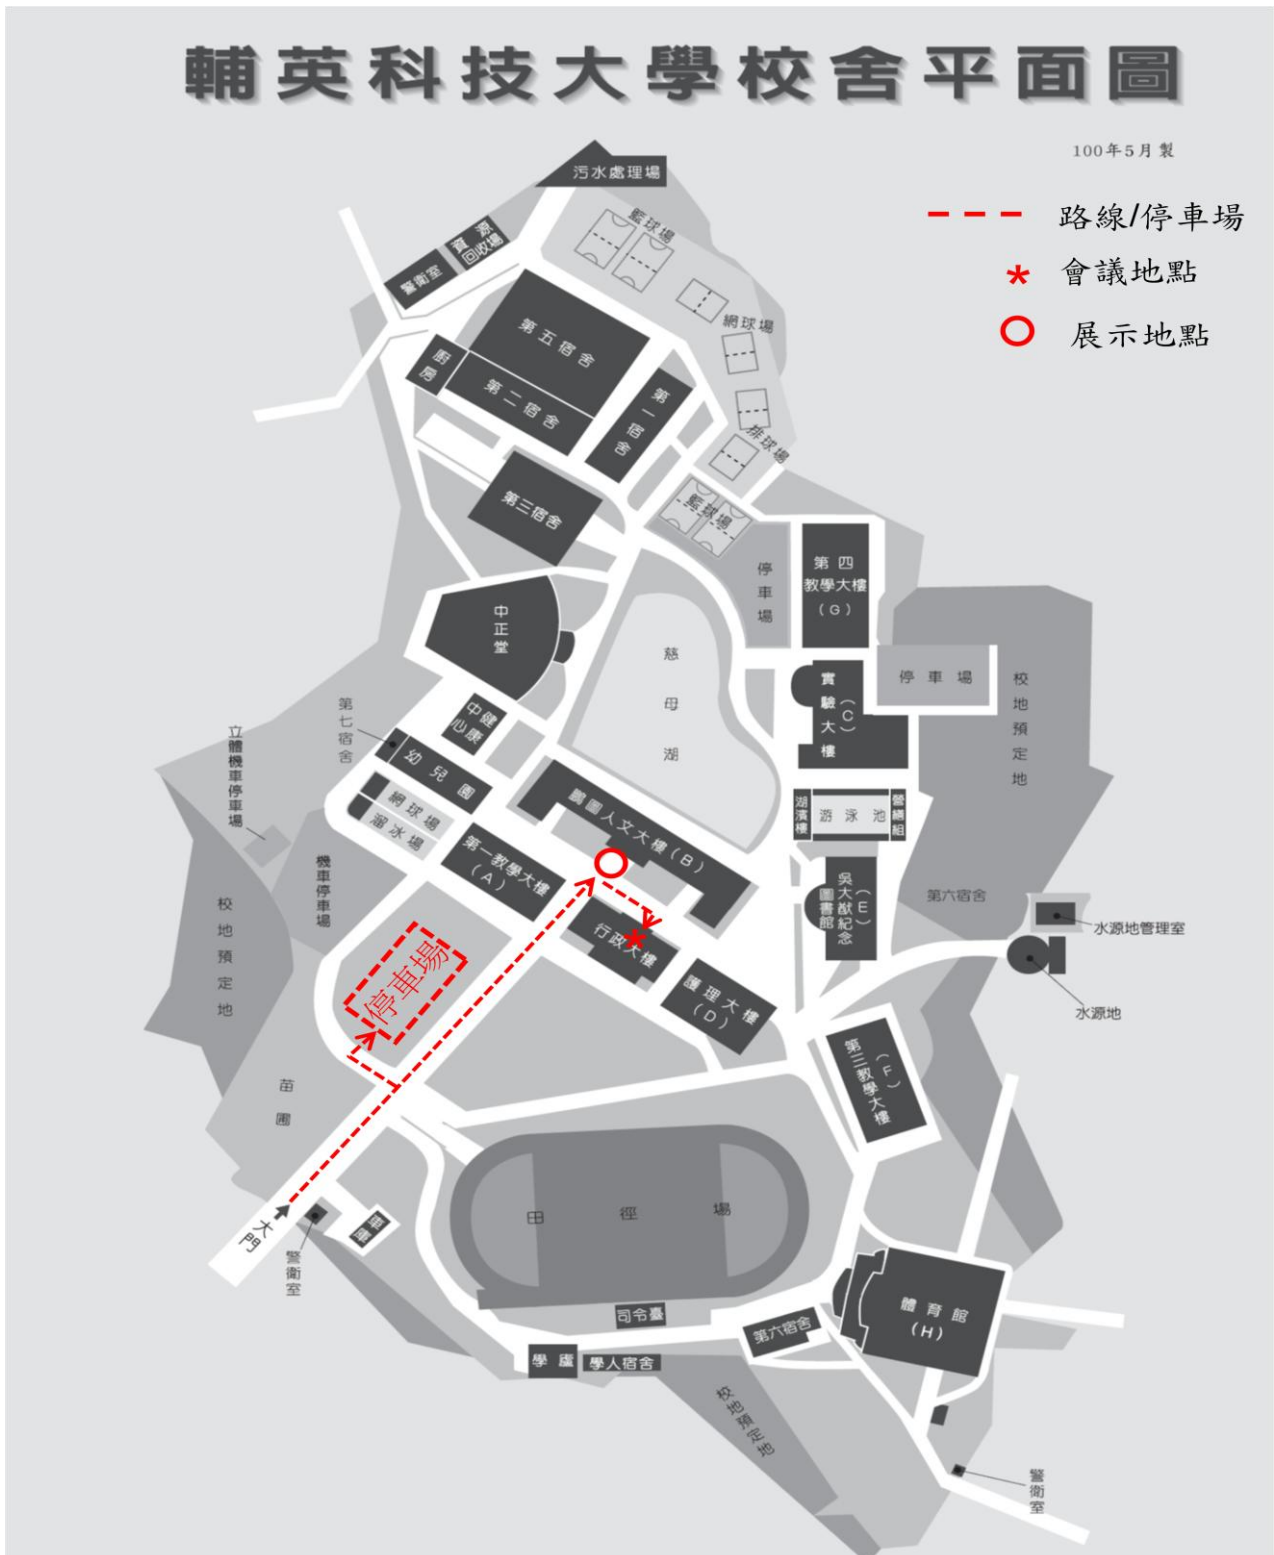 輔英科技大學校舍平面圖
100年5月 製
路線/停車場
會議地點
展示地點
污水處理場
籃球場
資源
回收場
警衛室
第五宿舍
網球場
廚房
第二宿舍
第一宿舍
排球場
第三宿舍
籃球場
停車場
第四
教學大樓
(G)
中正堂
慈母湖
實驗大樓
(C)
停車場
校地預定地
第七宿舍
健康
中心
立體機車停車場
幼兒園
網球場
溜冰場
鵬圖人文大樓(B)
湖濱樓
游泳池
營繕組
第一教學大樓
(A)
機車停車場
校地預定地
吳大猷紀念
圖書館
(E)
第六宿舍
水源地管理室
行政大樓
停車場
護理大樓
(D)
水源地
第三教學大樓
(F)
苗圃
田徑場
大門
車庫
警衛室
體育館
(H)
司令臺
第六宿舍
學廬
學人宿舍
校地預定地
警衛室